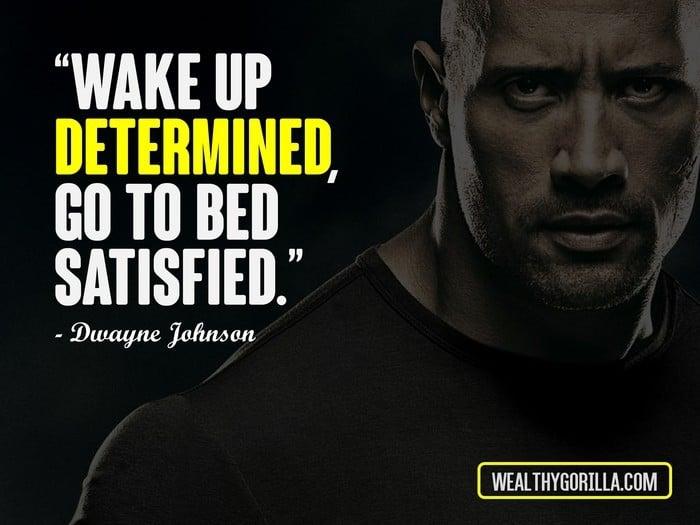 “WAKE UP
DETERMINED,
GO TO BED
SATISFIED.”
- Dwayne Johnson
WEALTHYGORILLA.COM